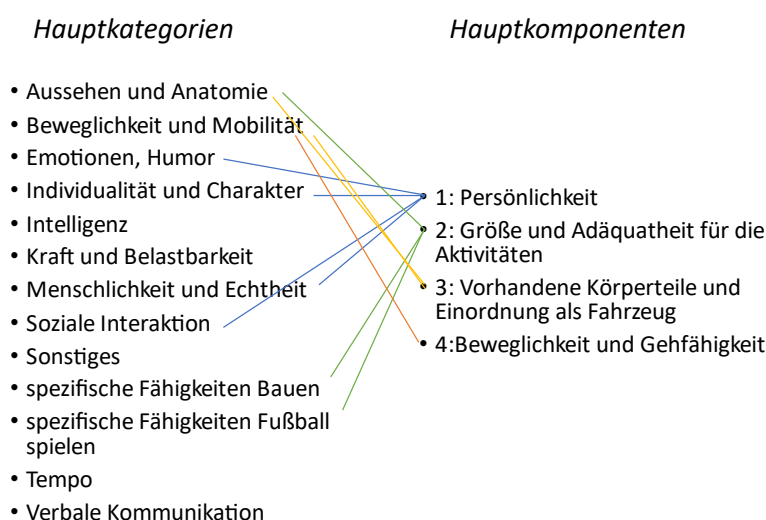 Hauptkategorien
Hauptkomponenten
• Aussehen und Anatomie
• Beweglichkeit und Mobilität
• Emotionen, Humor
• Individualität und Charakter
• Intelligenz
• Kraft und Belastbarkeit
• Menschlichkeit und Echtheit
• Soziale Interaktion
• Sonstiges
• spezifische Fähigkeiten Bauen
• spezifische Fähigkeiten Fußball
spielen
• Tempo
• Verbale Kommunikation
• 1: Persönlichkeit
• 2: Größe und Adäquatheit für die
Aktivitäten
• 3: Vorhandene Körperteile und
Einordnung als Fahrzeug
• 4:Beweglichkeit und Gehfähigkeit